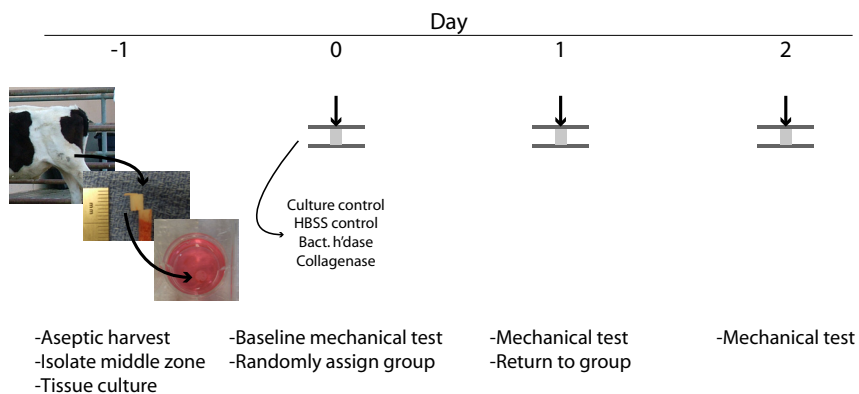 Day
-1 0 1 2
Culture control
HBSS control
Bact. h'dase
Collagenase
-Aseptic harvest
-Isolate middle zone
-Tissue culture
-Baseline mechanical test
-Randomly assign group
-Mechanical test
-Return to group
-Mechanical test